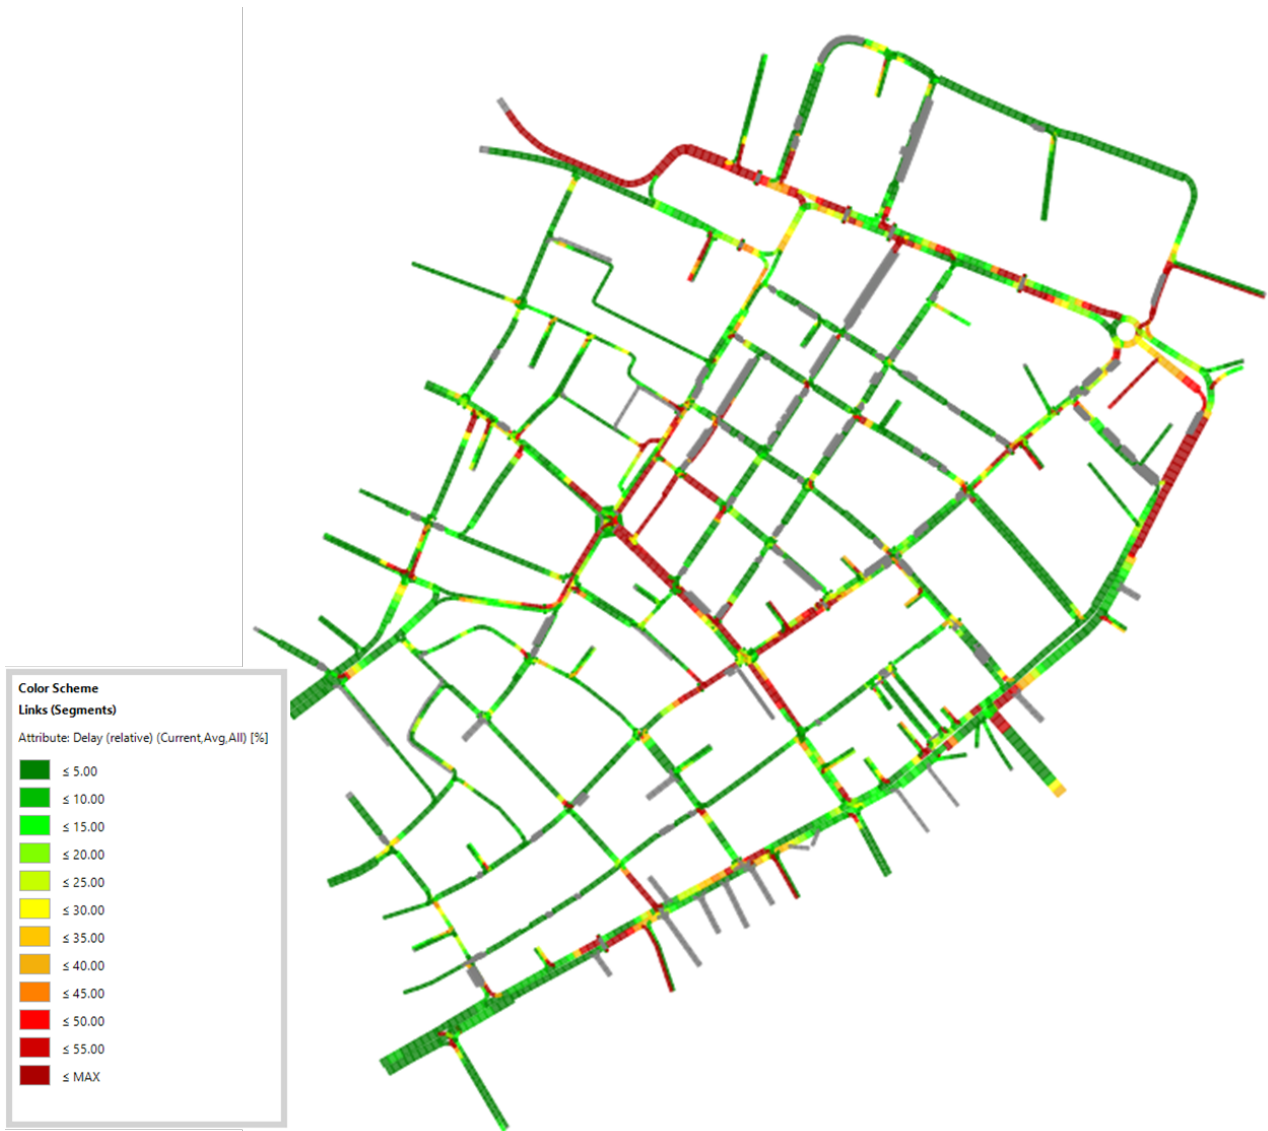 Color Scheme
Links (Segments)
Attribute: Delay (relative) (Current,Avg,All) [%]
≤ 5.00
≤ 10.00
≤ 15.00
≤ 20.00
≤ 25.00
≤ 30.00
≤ 35.00
≤ 40.00
≤ 45.00
≤ 50.00
≤ 55.00
≤ MAX